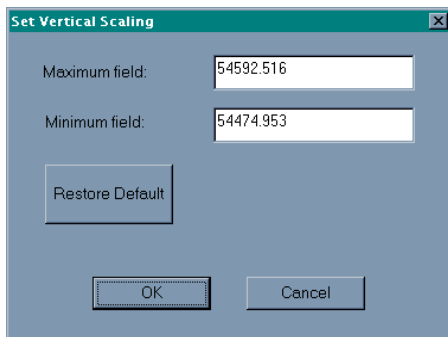 Set Vertical Scaling
Maximum field: 54592.516
Minimum field: 54474.953
Restore Default
OK Cancel